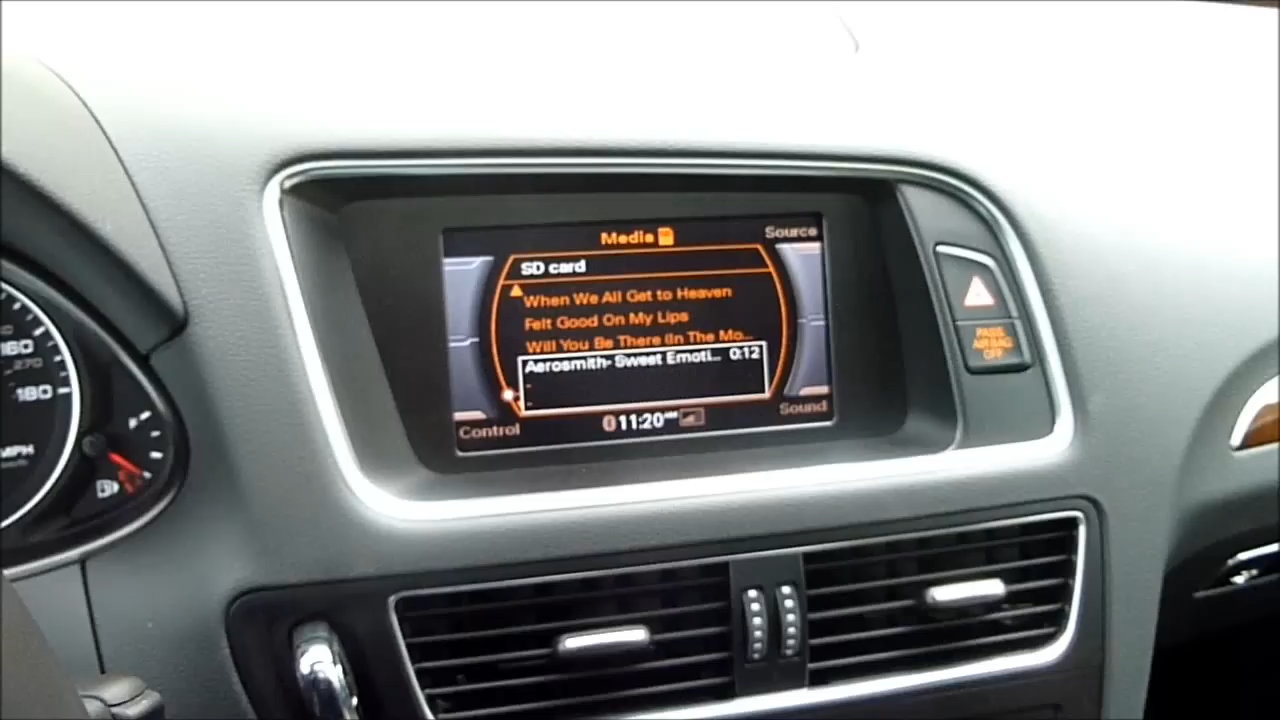 Media
Source
SD card
When We All Get to Heaven
Felt Good On My Lips
Will You Be There (In The Mo...
Aerosmith- Sweet Emoti... 0:12
Control
11:20 AM
Sound
PASS
AIR BAG
OFF
160
270
180
MPH